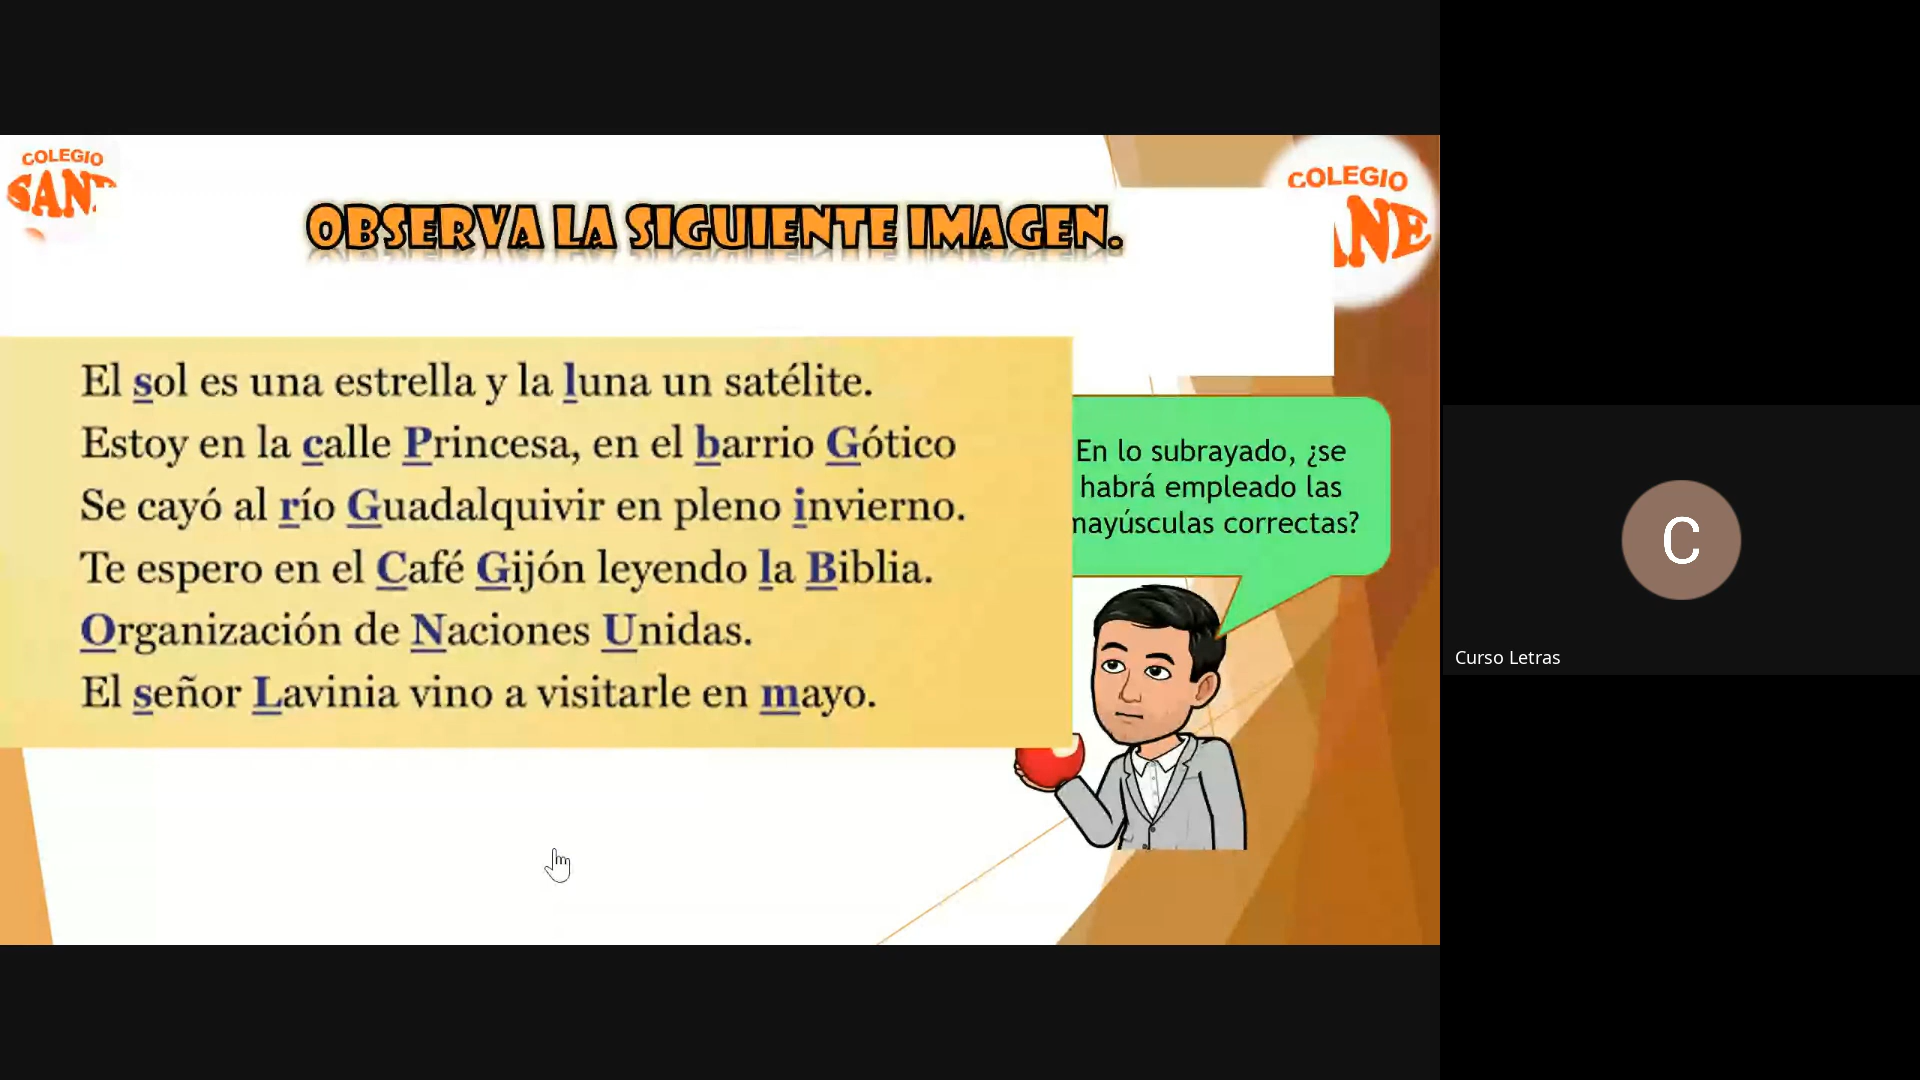 COLEGIO
OBSERVA LA SIGUIENTE IMAGEN.
COLEGIO
El sol es una estrella y la luna un satélite.
Estoy en la calle Princesa, en el barrio Gótico
Se cayó al río Guadalquivir en pleno invierno.
Te espero en el Café Gijón leyendo la Biblia.
Organización de Naciones Unidas.
El señor Lavinia vino a visitarle en mayo.
En lo subrayado, ¿se
habrá empleado las
mayúsculas correctas?
C
Curso Letras